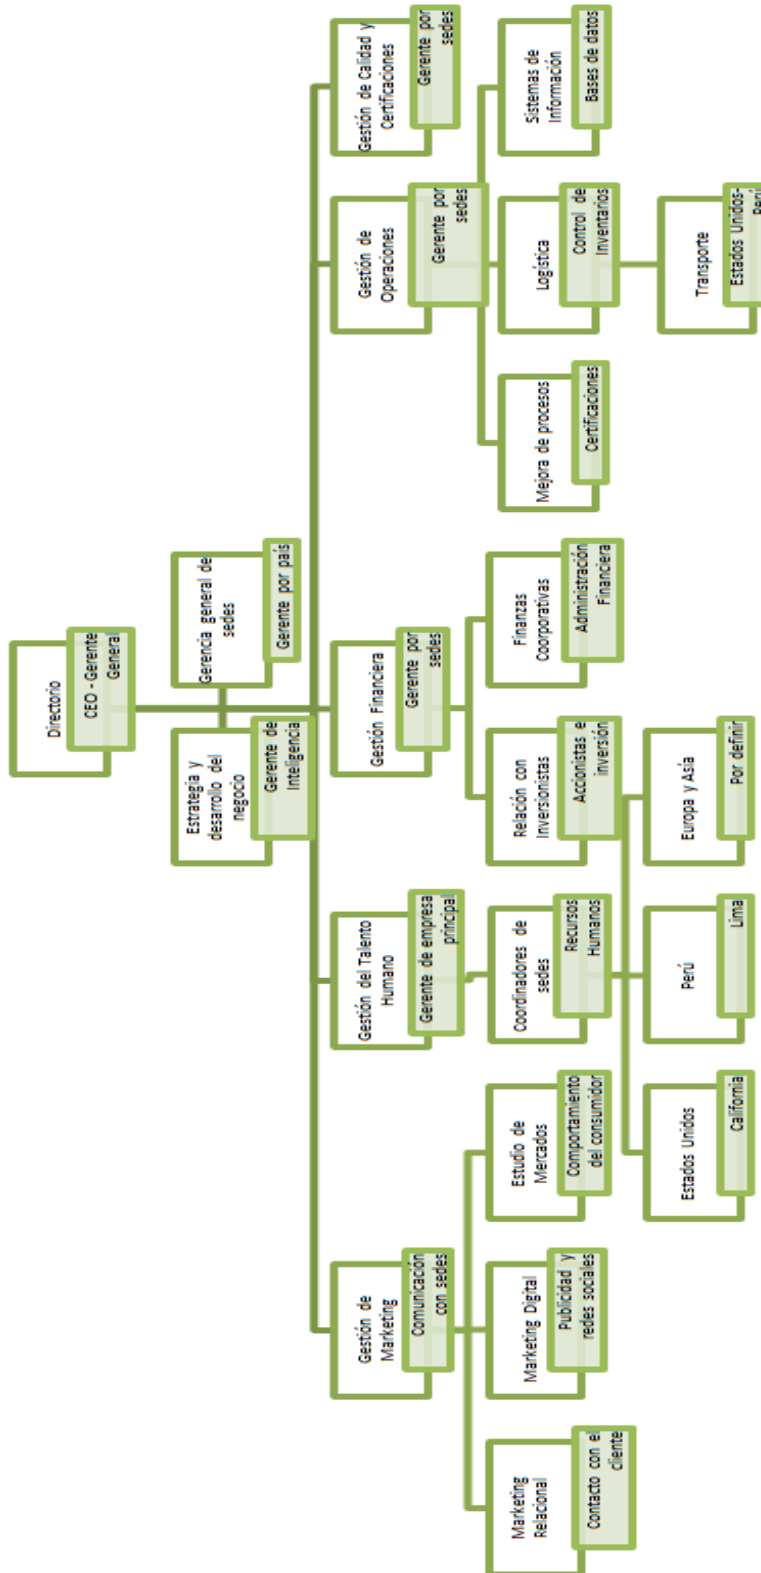 Directorio
CEO - Gerente
General
Estrategia y
desarrollo del
negocio
Gerente de
Inteligencia
Gerencia general de
sedes
Gerente por país
Gestión de
Marketing
Comunicación
con sedes
Marketing
Relacional
Contacto con el
cliente
Marketing Digital
Publicidad y
redes sociales
Estudio de
Mercados
Comportamiento
del consumidor
Gestión del Talento
Humano
Gerente de empresa
principal
Coordinadores de
sedes
Recursos
Humanos
Estados Unidos
California
Perú
Lima
Europa y Asía
Por definir
Gestión Financiera
Gerente por
sedes
Relación con
Inversionistas
Accionistas e
inversión
Finanzas
Coorporativas
Administración
Financiera
Gestión de
Operaciones
Gerente por
sedes
Mejora de procesos
Certificaciones
Logística
Control de
Inventarios
Transporte
Estados Unidos-
Perú
Sistemas de
Información
Bases de datos
Gestión de Calidad y
Certificaciones
Gerente por
sedes